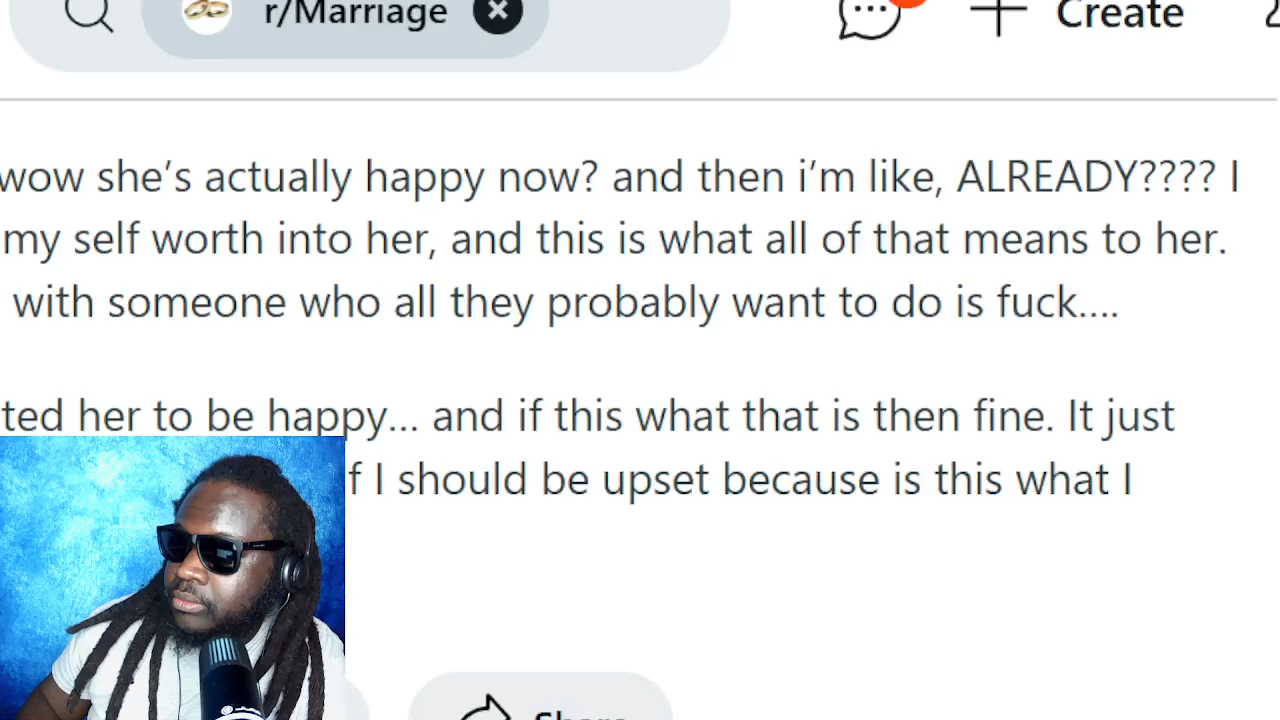 r/Marriage
Create
wow she's actually happy now? and then i'm like, ALREADY???? I
my self worth into her, and this is what all of that means to her.
with someone who all they probably want to do is fuck....
ted her to be happy... and if this what that is then fine. It just
f I should be upset because is this what I
Share